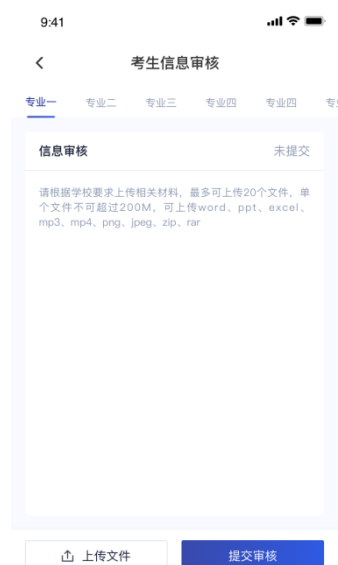 9:41
考生信息审核
专业一 专业二 专业三 专业四 专业四 专
信息审核 未提交
请根据学校要求上传相关材料，最多可上传20个文件，单
个文件不可超过200M，可上传word、ppt、excel、
mp3、mp4、png、jpeg、zip、rar
上传文件 提交审核